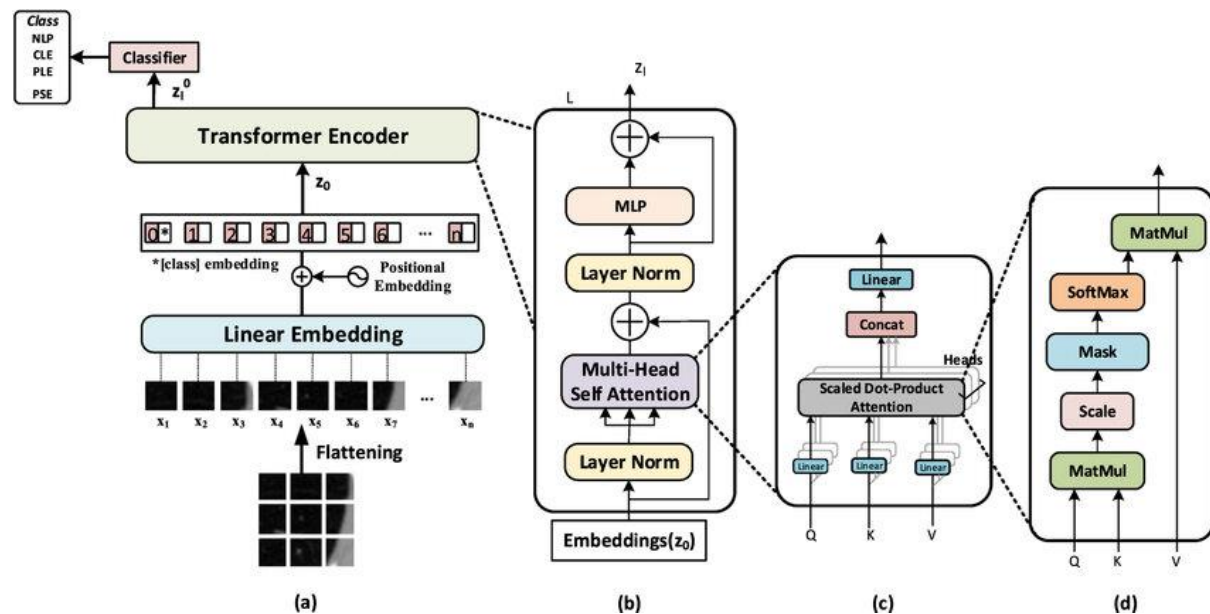 Class
NLP
CLE
PLE
PSE
Classifier
z_l^0
Transformer Encoder
z_0
0* 1 2 3 4 5 6 ... n
*[class] embedding
Positional
Embedding
Linear Embedding
x_1 x_2 x_3 x_4 x_5 x_6 x_7 ... x_n
Flattening
(a)
z_l
L
MLP
Layer Norm
Multi-Head
Self Attention
Layer Norm
Embeddings(z_0)
(b)
Linear
Concat
Heads
Scaled Dot-Product
Attention
Linear Linear Linear
Q K V
(c)
MatMul
SoftMax
Mask
Scale
MatMul
Q K V
(d)